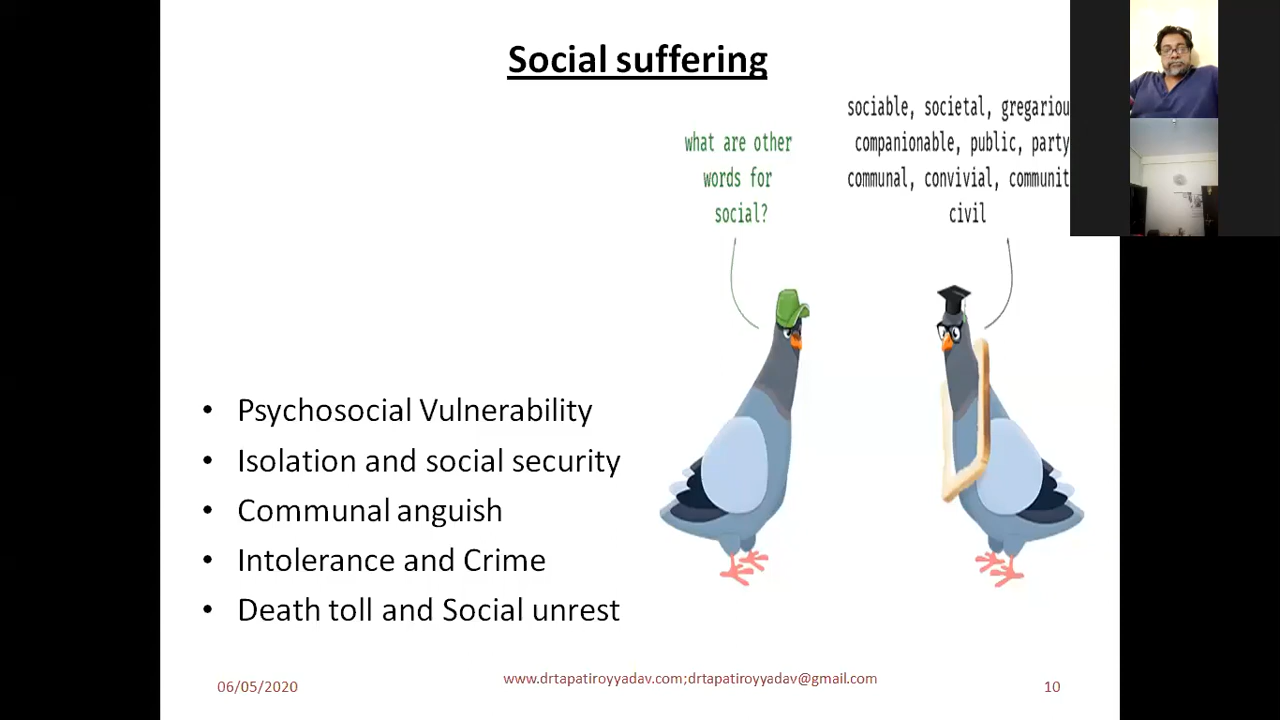 Social suffering
what are other
words for
social?
sociable, societal, gregariou
companionable, public, party
communal, convivial, communit
civil
• Psychosocial Vulnerability
• Isolation and social security
• Communal anguish
• Intolerance and Crime
• Death toll and Social unrest
06/05/2020
www.drtapatiroyyadav.com;drtapatiroyyadav@gmail.com
10